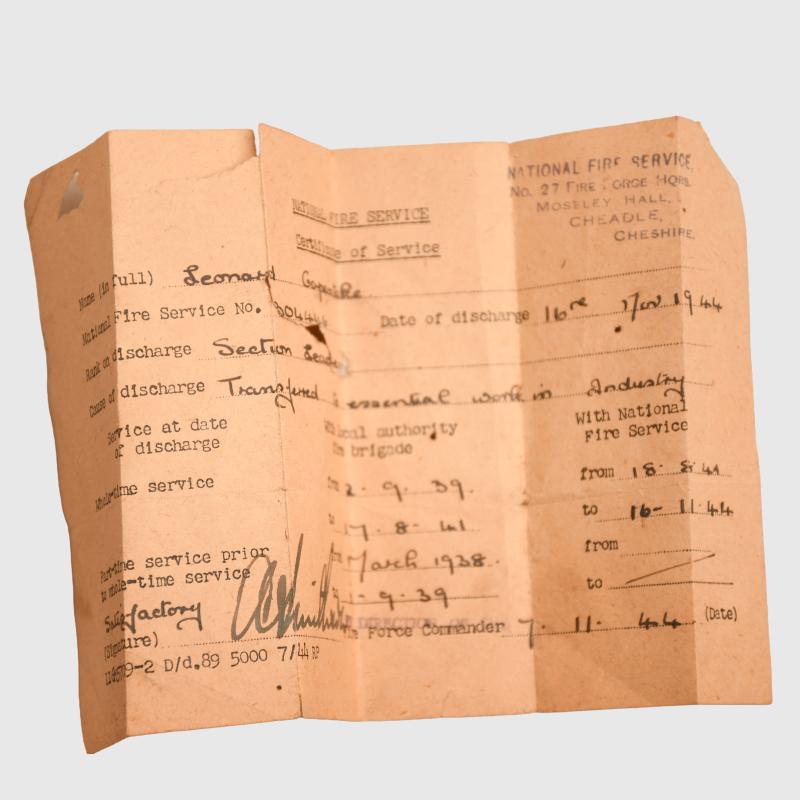 NATIONAL FIRE SERVICE,
No. 27 FIRE FORCE HQRS.
MOSELEY HALL,
CHEADLE,
CHESHIRE.
NATIONAL FIRE SERVICE
Certificate of Service
Name (in full) Leonard
National Fire Service No. Date of discharge 16 Nov 1944
Rank on discharge Section Leader
Cause of discharge Transferred essential work in Industry
Service at date of discharge
local authority fire brigade
With National Fire Service
Whole-time service
2.9.39.
from 18.8.41
to 17.8.41
to 16-11.44
Part-time service prior to whole-time service
March 1938.
from
1-9.39
to
Satisfactory
(Signature) Force Commander 7. 11. 44 (Date)
D/d.89 5000 7/44